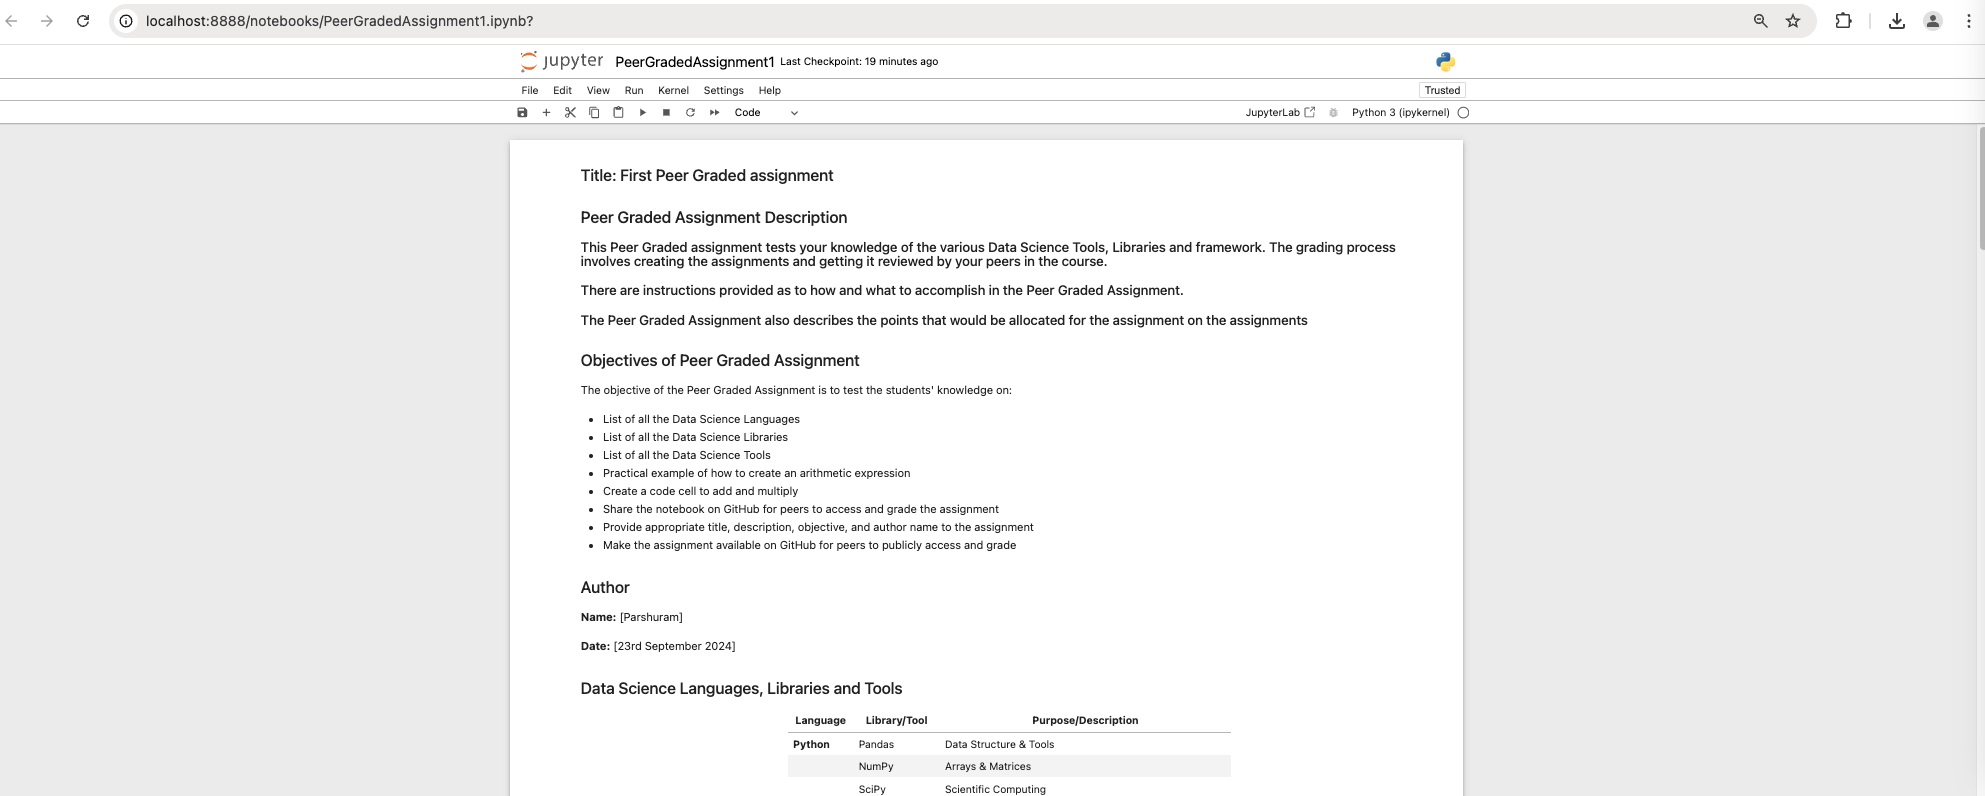 localhost:8888/notebooks/PeerGradedAssignment1.ipynb?
jupyter PeerGradedAssignment1 Last Checkpoint: 19 minutes ago
File Edit View Run Kernel Settings Help Trusted
Code JupyterLab Python 3 (ipykernel)
Title: First Peer Graded assignment
Peer Graded Assignment Description
This Peer Graded assignment tests your knowledge of the various Data Science Tools, Libraries and framework. The grading process
involves creating the assignments and getting it reviewed by your peers in the course.
There are instructions provided as to how and what to accomplish in the Peer Graded Assignment.
The Peer Graded Assignment also describes the points that would be allocated for the assignment on the assignments
Objectives of Peer Graded Assignment
The objective of the Peer Graded Assignment is to test the students' knowledge on:
• List of all the Data Science Languages
• List of all the Data Science Libraries
• List of all the Data Science Tools
• Practical example of how to create an arithmetic expression
• Create a code cell to add and multiply
• Share the notebook on GitHub for peers to access and grade the assignment
• Provide appropriate title, description, objective, and author name to the assignment
• Make the assignment available on GitHub for peers to publicly access and grade
Author
Name: [Parshuram]
Date: [23rd September 2024]
Data Science Languages, Libraries and Tools
Language Library/Tool Purpose/Description
Python Pandas Data Structure & Tools
NumPy Arrays & Matrices
SciPy Scientific Computing